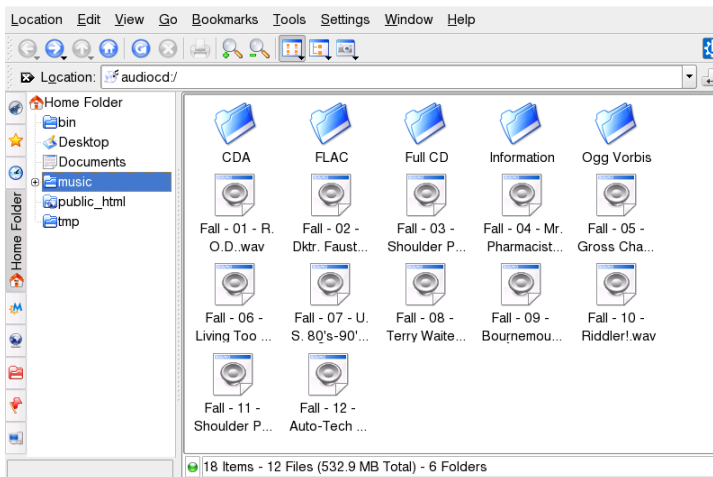 Location Edit View Go Bookmarks Tools Settings Window Help
Location: audiocd:/
Home Folder
Home Folder
bin
Desktop
Documents
music
public_html
tmp
CDA FLAC Full CD Information Ogg Vorbis
Fall - 01 - R. Fall - 02 - Fall - 03 - Fall - 04 - Mr. Fall - 05 -
O.D..wav Dktr. Faust... Shoulder P... Pharmacist... Gross Cha...
Fall - 06 - Fall - 07 - U. Fall - 08 - Fall - 09 - Fall - 10 -
Living Too ... S. 80's-90'... Terry Waite... Bournemou... Riddler!.wav
Fall - 11 - Fall - 12 -
Shoulder P... Auto-Tech ...
18 Items - 12 Files (532.9 MB Total) - 6 Folders